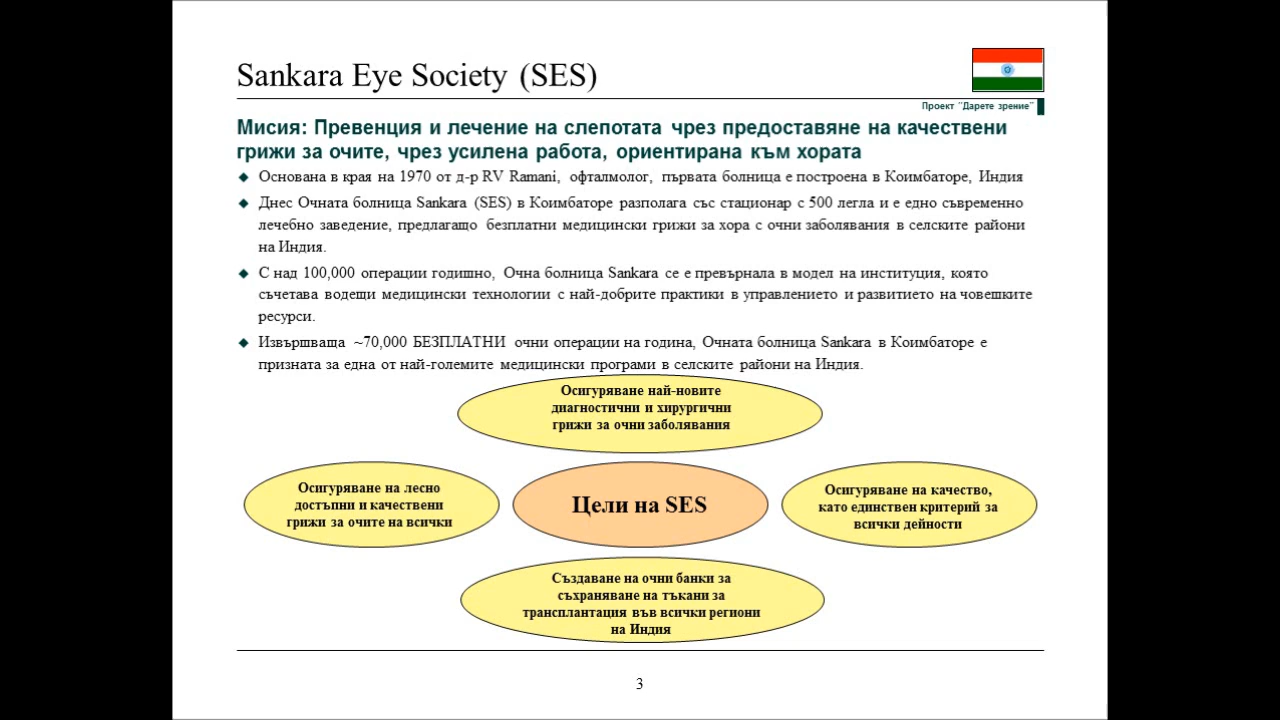 Sankara Eye Society (SES)
Проект "Дарете зрение"
Мисия: Превенция и лечение на слепотата чрез предоставяне на качествени
грижи за очите, чрез усилена работа, ориентирана към хората
Основана в края на 1970 от д-р RV Ramani, офталмолог, първата болница е построена в Коимбаторе, Индия
Днес Очната болница Sankara (SES) в Коимбаторе разполага със стационар с 500 легла и е едно съвременно
лечебно заведение, предлагащо безплатни медицински грижи за хора с очни заболявания в селските райони
на Индия.
С над 100,000 операции годишно, Очна болница Sankara се е превърнала в модел на институция, която
съчетава водещи медицински технологии с най-добрите практики в управлението и развитието на човешките
ресурси.
Извършваща ~70,000 БЕЗПЛАТНИ очни операции на година, Очната болница Sankara в Коимбаторе е
призната за една от най-големите медицински програми в селските райони на Индия.
Осигуряване най-новите
диагностични и хирургични
грижи за очни заболявания
Осигуряване на лесно
достъпни и качествени
грижи за очите на всички
Цели на SES
Осигуряване на качество,
като единствен критерий за
всички дейности
Създаване на очни банки за
съхраняване на тъкани за
трансплантация във всички региони
на Индия
3